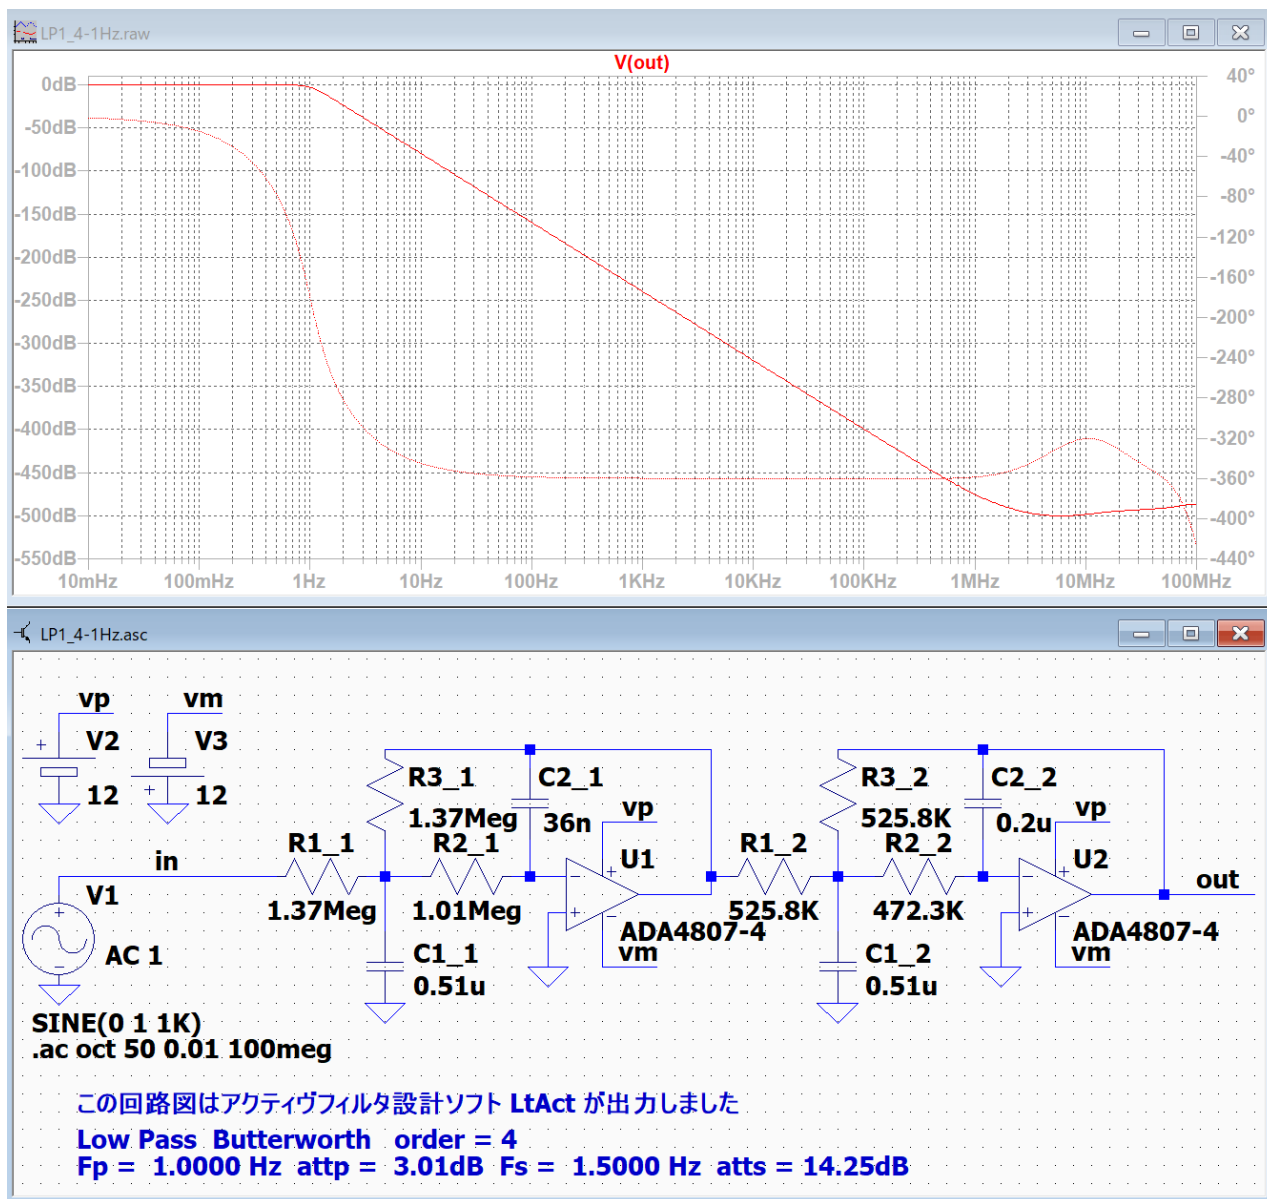 LP1_4-1Hz.raw
V(out)
0dB
-50dB
-100dB
-150dB
-200dB
-250dB
-300dB
-350dB
-400dB
-450dB
-500dB
-550dB
40°
0°
-40°
-80°
-120°
-160°
-200°
-240°
-280°
-320°
-360°
-400°
-440°
10mHz 100mHz 1Hz 10Hz 100Hz 1KHz 10KHz 100KHz 1MHz 10MHz 100MHz
LP1_4-1Hz.asc
vp vm
V2 V3
12 12
in
V1
AC 1
SINE(0 1 1K)
.ac oct 50 0.01 100meg
R1_1
1.37Meg
R3_1
1.37Meg
R2_1
1.01Meg
C1_1
0.51u
C2_1
36n
vp
U1
ADA4807-4
vm
R1_2
525.8K
R3_2
525.8K
R2_2
472.3K
C1_2
0.51u
C2_2
0.2u
vp
U2
ADA4807-4
vm
out
この回路図はアクティヴフィルタ設計ソフト LtAct が出力しました
Low Pass Butterworth order = 4
Fp = 1.0000 Hz attp = 3.01dB Fs = 1.5000 Hz atts = 14.25dB